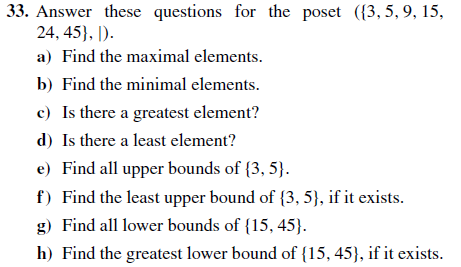 33. Answer these questions for the poset ({3, 5, 9, 15,
24, 45}, |).
a) Find the maximal elements.
b) Find the minimal elements.
c) Is there a greatest element?
d) Is there a least element?
e) Find all upper bounds of {3, 5}.
f) Find the least upper bound of {3, 5}, if it exists.
g) Find all lower bounds of {15, 45}.
h) Find the greatest lower bound of {15, 45}, if it exists.